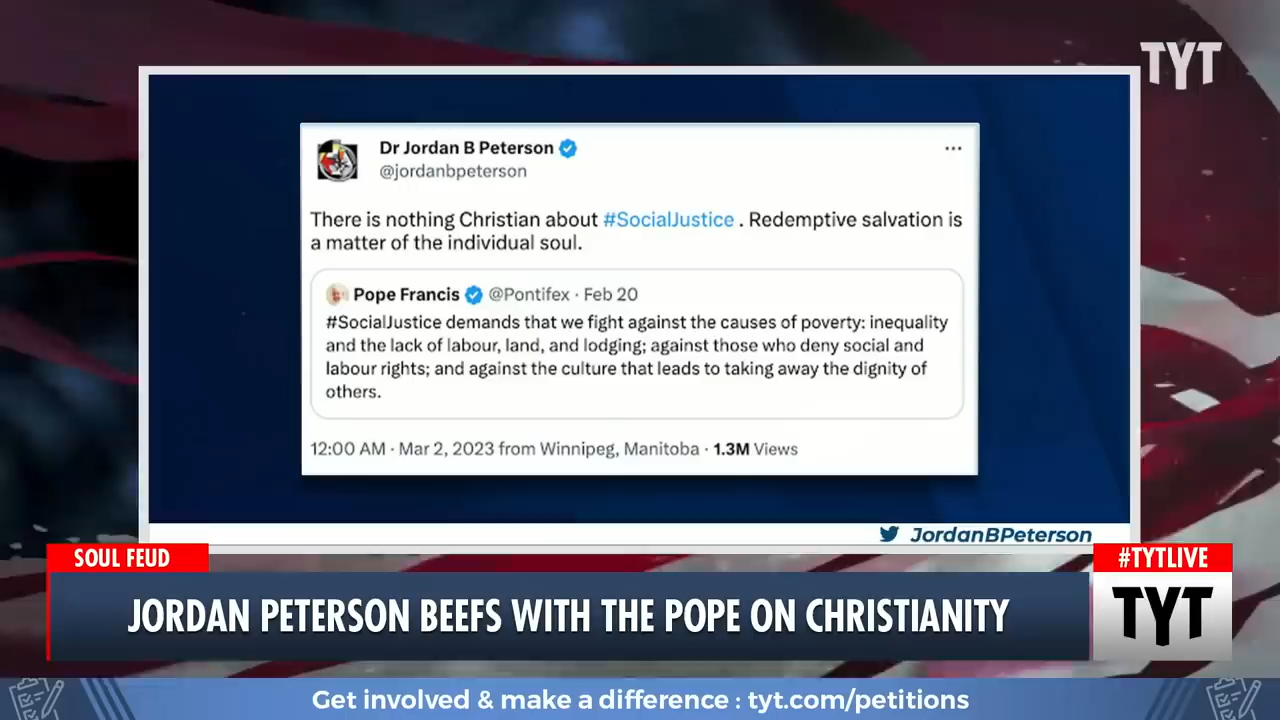 TYT
Dr Jordan B Peterson
@jordanbpeterson
There is nothing Christian about #SocialJustice . Redemptive salvation is
a matter of the individual soul.
Pope Francis @Pontifex · Feb 20
#SocialJustice demands that we fight against the causes of poverty: inequality
and the lack of labour, land, and lodging; against those who deny social and
labour rights; and against the culture that leads to taking away the dignity of
others.
12:00 AM · Mar 2, 2023 from Winnipeg, Manitoba · 1.3M Views
JordanBPeterson
SOUL FEUD
#TYTLIVE
JORDAN PETERSON BEEFS WITH THE POPE ON CHRISTIANITY
TYT
Get involved & make a difference : tyt.com/petitions